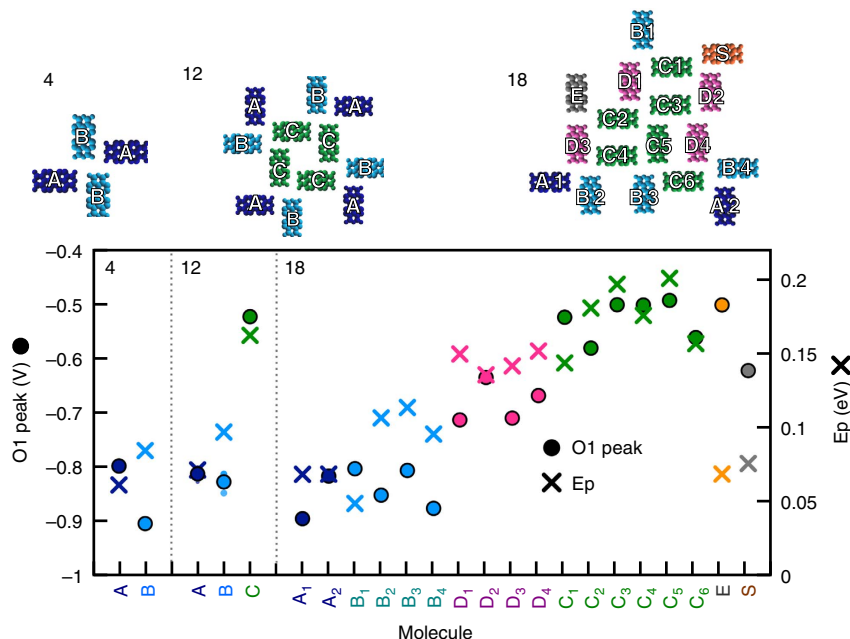 4
B
A
A
B
12
A
B
A
B
C
C
C
B
C
A
A
B
18
B1
S
D1
C1
E
D2
C3
C2
D3
C5
D4
C4
A1
C6
B4
B2
B3
A2
O1 peak (V)
−0.4
−0.5
−0.6
−0.7
−0.8
−0.9
−1
4
12
18
O1 peak
Ep
0.2
0.15
0.1
0.05
0
Ep (eV)
A B A B C A₁ A₂ B₁ B₂ B₃ B₄ D₁ D₂ D₃ D₄ C₁ C₂ C₃ C₄ C₅ C₆ E S
Molecule